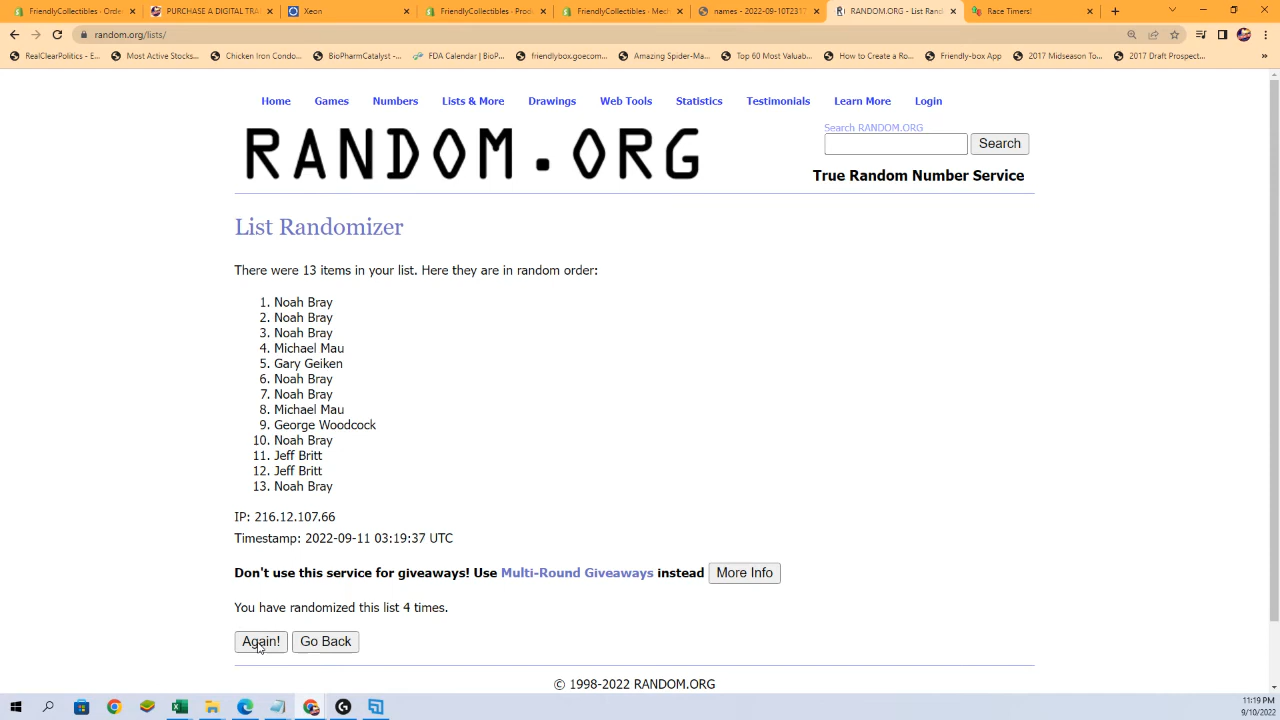 FriendlyCollectibles - Orde
PURCHASE A DIGITAL TRA
Xeon
FriendlyCollectibles - Prod
FriendlyCollectibles - Mech
names - 2022-09-10T231
RANDOM.ORG - List Rand
Race Timers!
random.org/lists/
RealClearPolitics - E...
Most Active Stocks...
Chicken Iron Condo...
BioPharmCatalyst -...
FDA Calendar | BioP...
friendlybox.goecom...
Amazing Spider-Ma...
Top 60 Most Valuab...
How to Create a Ro...
Friendly-box App
2017 Midseason To...
2017 Draft Prospect...
Home Games Numbers Lists & More Drawings Web Tools Statistics Testimonials Learn More Login
RANDOM.ORG
Search RANDOM.ORG
Search
True Random Number Service
List Randomizer
There were 13 items in your list. Here they are in random order:
1. Noah Bray
2. Noah Bray
3. Noah Bray
4. Michael Mau
5. Gary Geiken
6. Noah Bray
7. Noah Bray
8. Michael Mau
9. George Woodcock
10. Noah Bray
11. Jeff Britt
12. Jeff Britt
13. Noah Bray
IP: 216.12.107.66
Timestamp: 2022-09-11 03:19:37 UTC
Don't use this service for giveaways! Use Multi-Round Giveaways instead More Info
You have randomized this list 4 times.
Again! Go Back
© 1998-2022 RANDOM.ORG
11:19 PM
9/10/2022